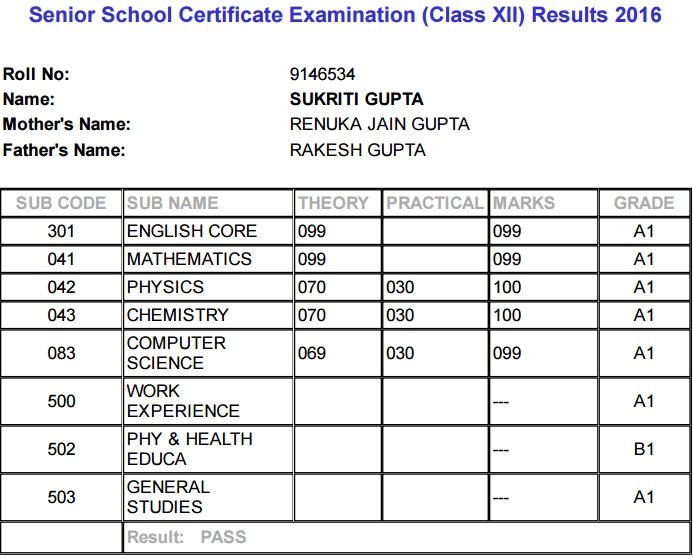 Senior School Certificate Examination (Class XII) Results 2016
Roll No: 9146534
Name: SUKRITI GUPTA
Mother's Name: RENUKA JAIN GUPTA
Father's Name: RAKESH GUPTA
SUB CODE SUB NAME THEORY PRACTICAL MARKS GRADE
301 ENGLISH CORE 099 099 A1
041 MATHEMATICS 099 099 A1
042 PHYSICS 070 030 100 A1
043 CHEMISTRY 070 030 100 A1
083 COMPUTER SCIENCE 069 030 099 A1
500 WORK EXPERIENCE --- A1
502 PHY & HEALTH EDUCA --- B1
503 GENERAL STUDIES --- A1
Result: PASS